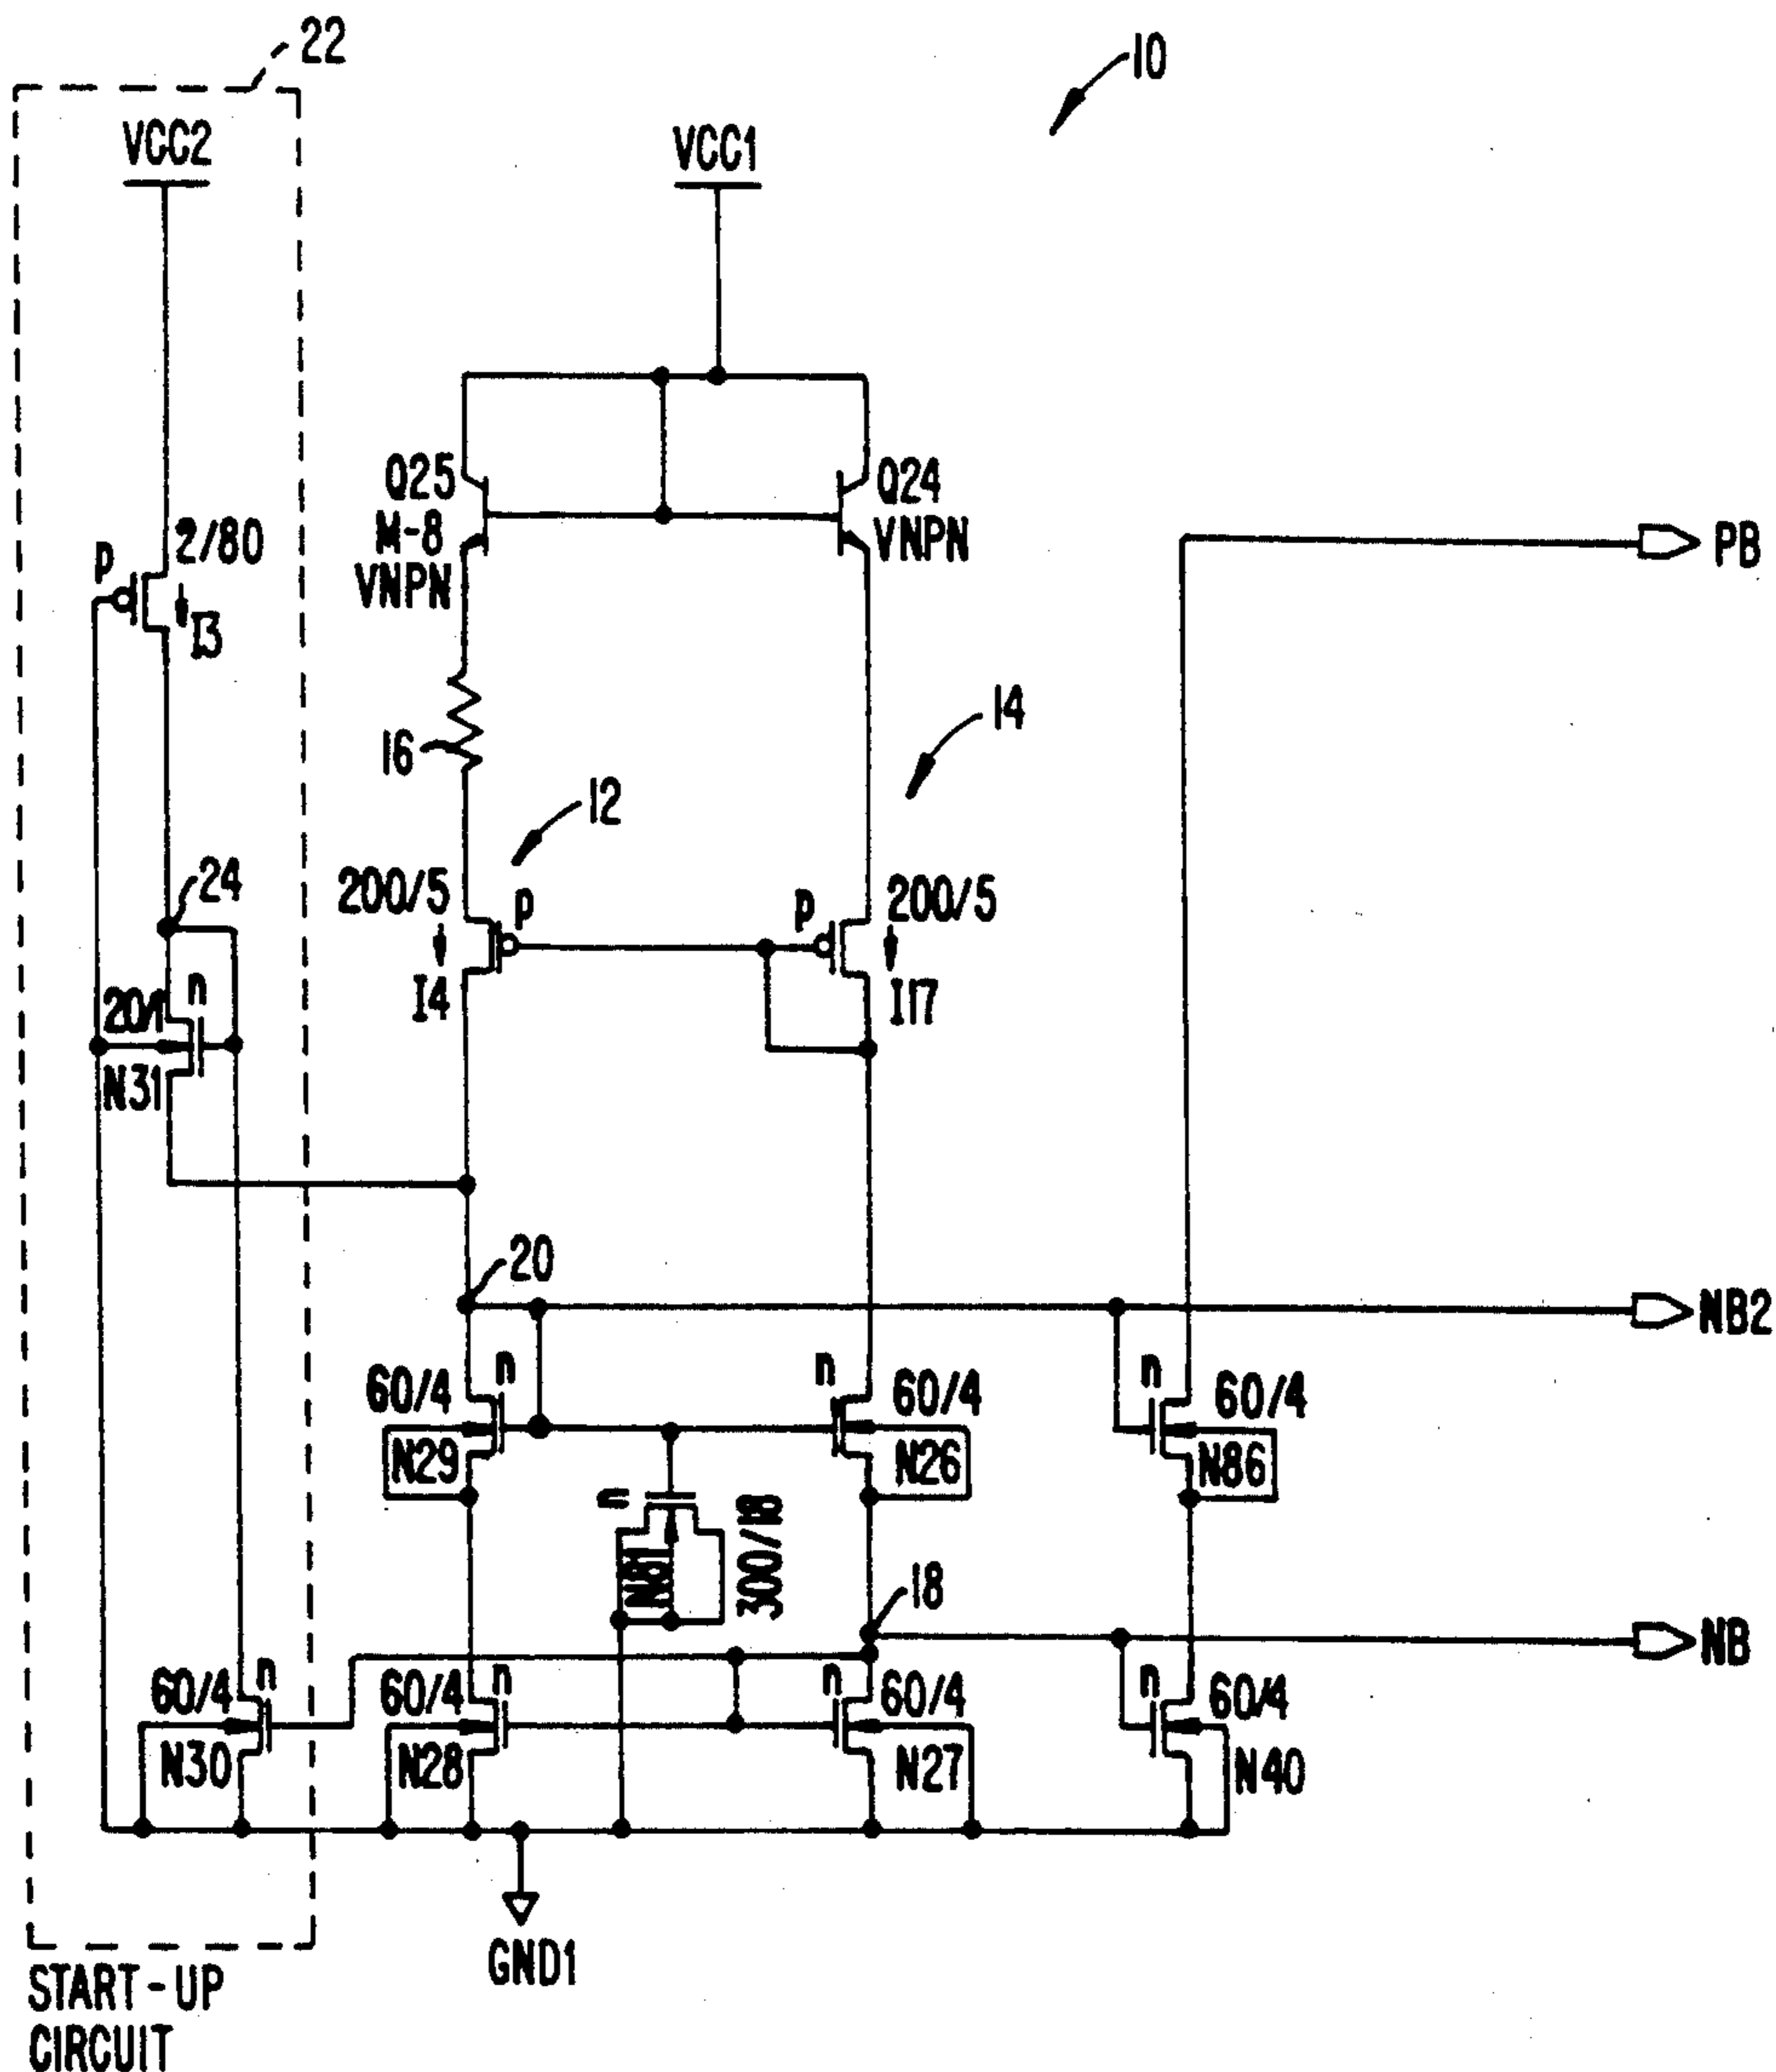 22
10
VCC2
VCC1
Q25
M-8
VNPN
Q24
VNPN
PB
p
2/80
I3
16
14
12
24
200/5
p
I4
p
200/5
I17
n
N31
20
NB2
60/4
n
N29
n
60/4
N26
n
60/4
N86
n
N81
300/18
18
NB
60/4
n
N30
60/4
n
N28
n
60/4
N27
n
60/4
N40
GND1
START-UP
CIRCUIT